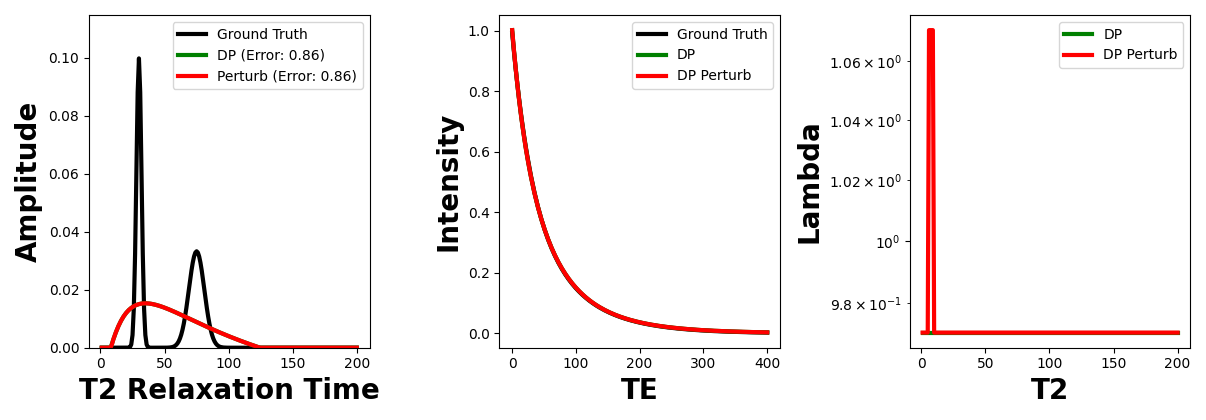 Ground Truth
DP (Error: 0.86)
Perturb (Error: 0.86)
0.10
0.08
0.06
0.04
0.02
0.00
0 50 100 150 200
Amplitude
T2 Relaxation Time
Ground Truth
DP
DP Perturb
1.0
0.8
0.6
0.4
0.2
0.0
0 100 200 300 400
Intensity
TE
DP
DP Perturb
1.06 × 10⁰
1.04 × 10⁰
1.02 × 10⁰
10⁰
9.8 × 10⁻¹
0 50 100 150 200
Lambda
T2